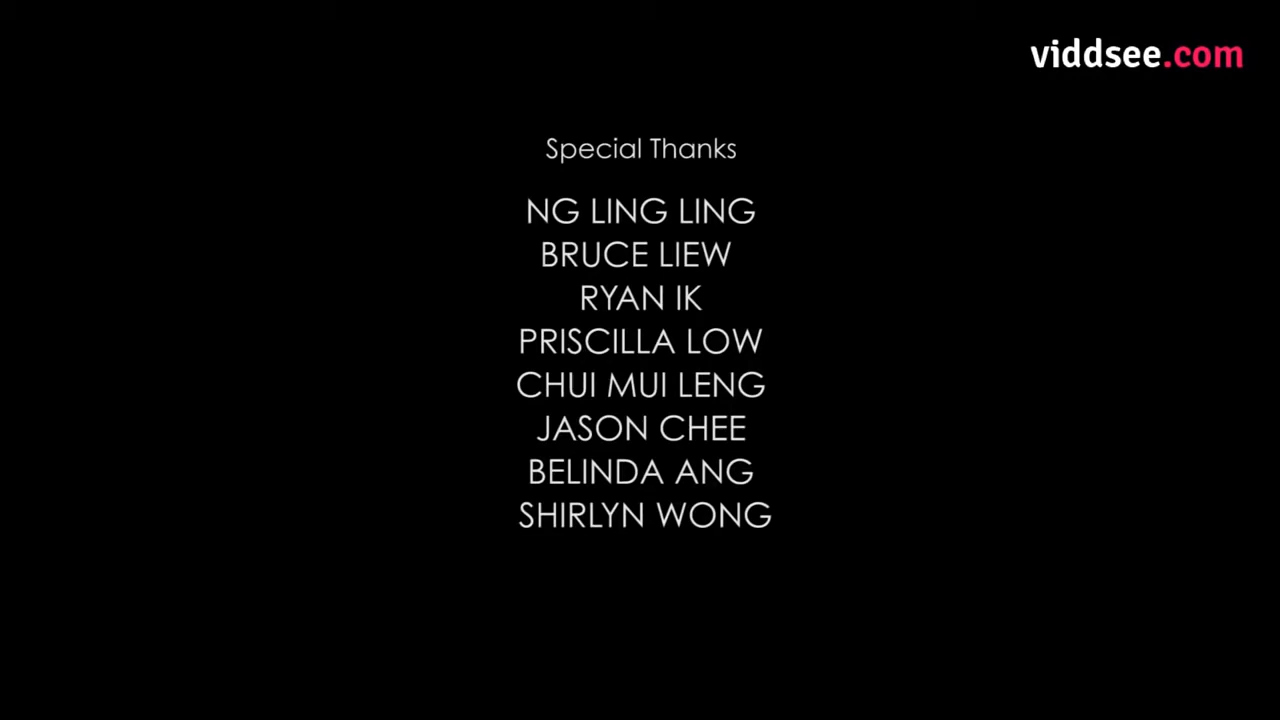 viddsee.com
Special Thanks
NG LING LING
BRUCE LIEW
RYAN IK
PRISCILLA LOW
CHUI MUI LENG
JASON CHEE
BELINDA ANG
SHIRLYN WONG